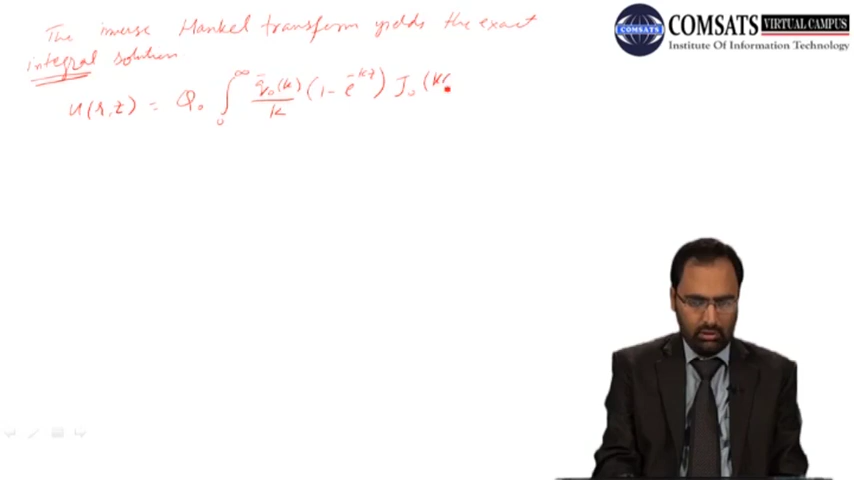 The inverse Hankel transform yields the exact
integral solution
u(r,z) = Q₀ ∫₀^∞ q̄₀(k)/k (1 - e^{-kz}) J₀(kr
COMSATS
VIRTUAL CAMPUS
COMSATS
Institute Of Information Technology